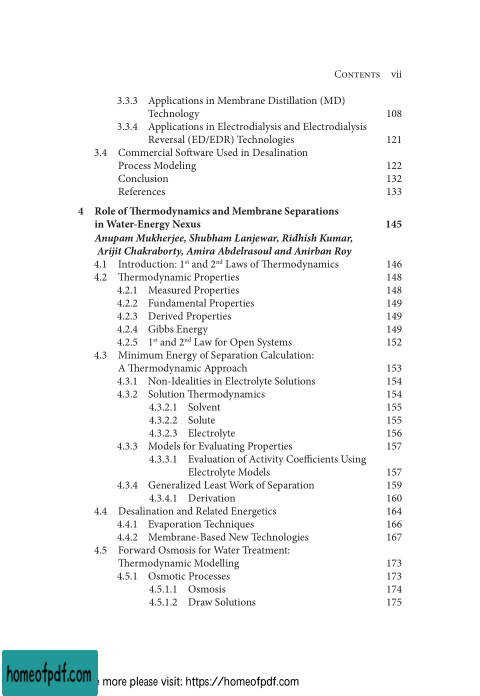 CONTENTS vii
3.3.3 Applications in Membrane Distillation (MD)
Technology 108
3.3.4 Applications in Electrodialysis and Electrodialysis
Reversal (ED/EDR) Technologies 121
3.4 Commercial Software Used in Desalination
Process Modeling 122
Conclusion 132
References 133
4 Role of Thermodynamics and Membrane Separations
in Water-Energy Nexus 145
Anupam Mukherjee, Shubham Lanjewar, Ridhish Kumar,
Arijit Chakraborty, Amira Abdelrasoul and Anirban Roy
4.1 Introduction: 1st and 2nd Laws of Thermodynamics 146
4.2 Thermodynamic Properties 148
4.2.1 Measured Properties 148
4.2.2 Fundamental Properties 149
4.2.3 Derived Properties 149
4.2.4 Gibbs Energy 149
4.2.5 1st and 2nd Law for Open Systems 152
4.3 Minimum Energy of Separation Calculation:
A Thermodynamic Approach 153
4.3.1 Non-Idealities in Electrolyte Solutions 154
4.3.2 Solution Thermodynamics 154
4.3.2.1 Solvent 155
4.3.2.2 Solute 155
4.3.2.3 Electrolyte 156
4.3.3 Models for Evaluating Properties 157
4.3.3.1 Evaluation of Activity Coefficients Using
Electrolyte Models 157
4.3.4 Generalized Least Work of Separation 159
4.3.4.1 Derivation 160
4.4 Desalination and Related Energetics 164
4.4.1 Evaporation Techniques 166
4.4.2 Membrane-Based New Technologies 167
4.5 Forward Osmosis for Water Treatment:
Thermodynamic Modelling 173
4.5.1 Osmotic Processes 173
4.5.1.1 Osmosis 174
4.5.1.2 Draw Solutions 175
homeofpdf.com more please visit: https://homeofpdf.com